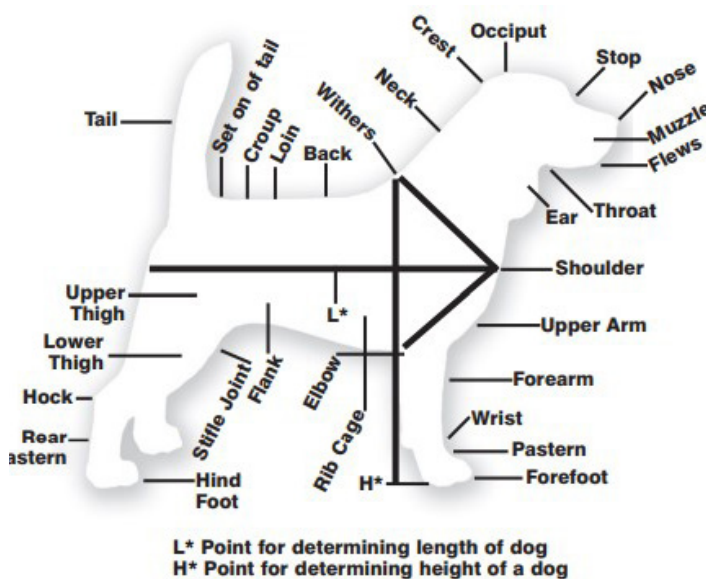 Occiput
Crest
Stop
Nose
Neck
Set on of tail
Withers
Tail
Croup
Loin
Back
Muzzle
Flews
Ear
Throat
Shoulder
Upper
Thigh
L*
Upper Arm
Lower
Thigh
Elbow
Flank
Stifle Joint
Forearm
Hock
Rib Cage
Wrist
Rear
astern
Pastern
Hind
Foot
H*
Forefoot
L* Point for determining length of dog
H* Point for determining height of a dog